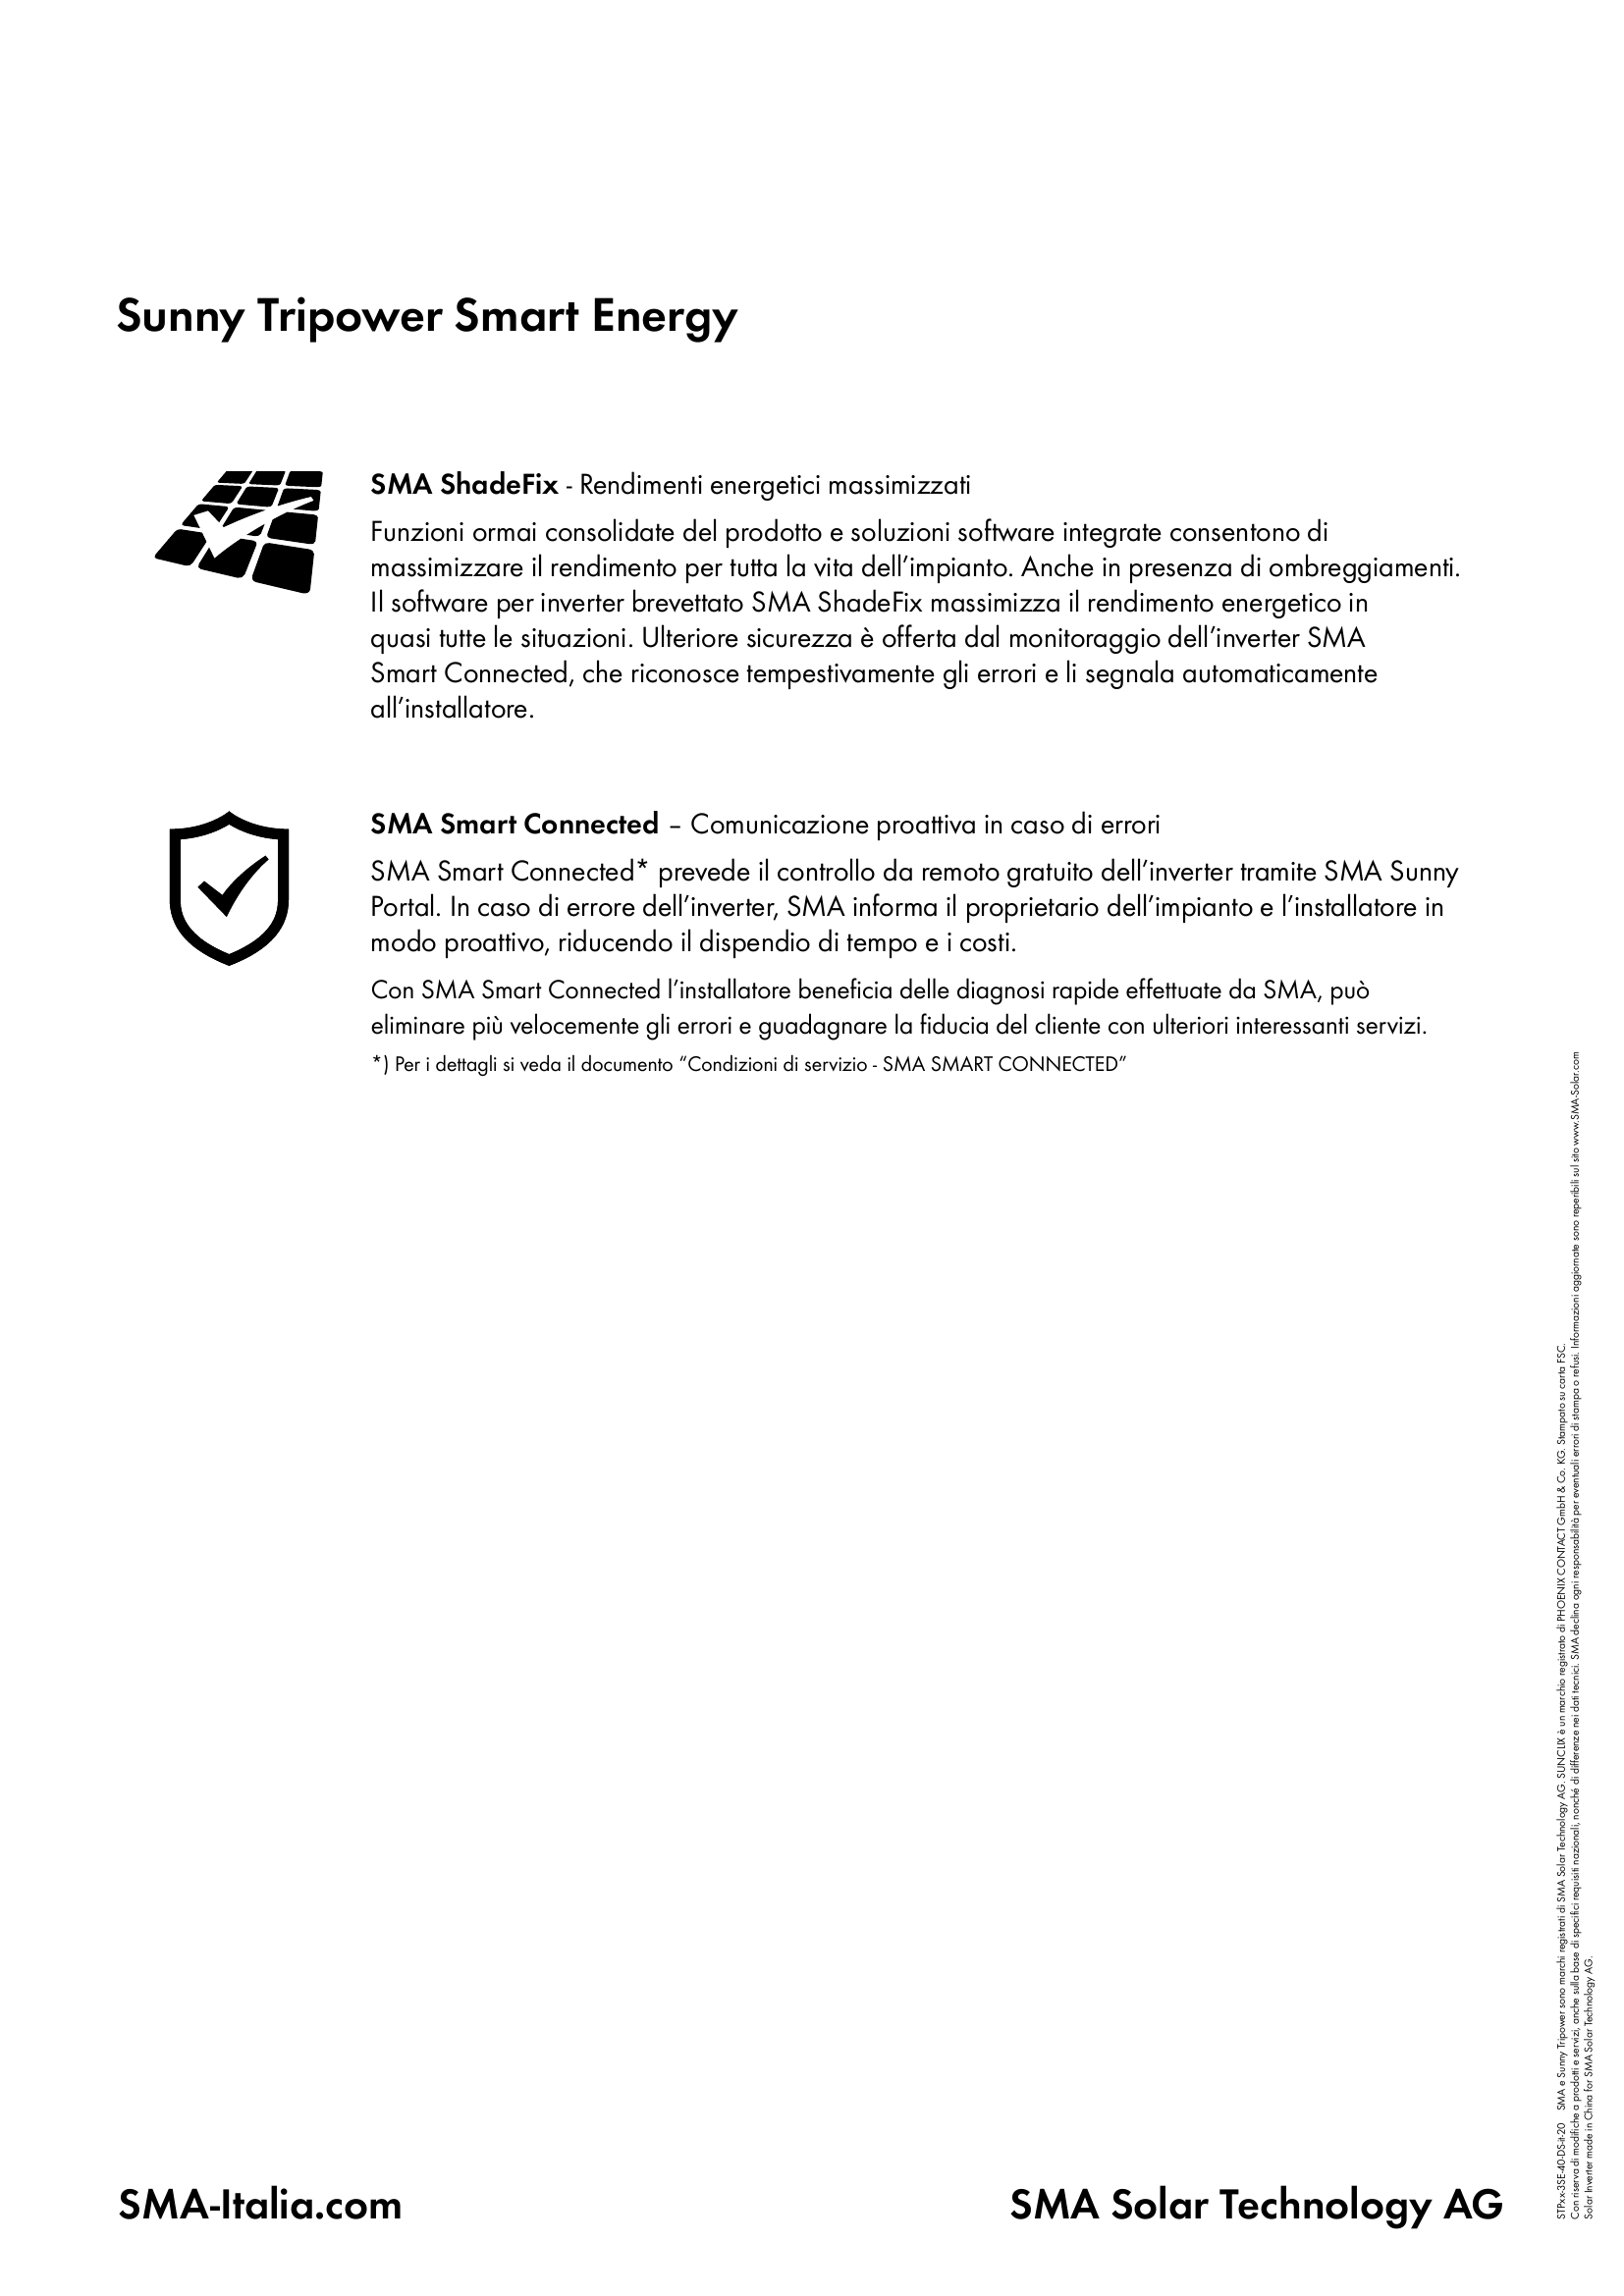 Sunny Tripower Smart Energy
SMA ShadeFix - Rendimenti energetici massimizzati
Funzioni ormai consolidate del prodotto e soluzioni software integrate consentono di
massimizzare il rendimento per tutta la vita dell’impianto. Anche in presenza di ombreggiamenti.
Il software per inverter brevettato SMA ShadeFix massimizza il rendimento energetico in
quasi tutte le situazioni. Ulteriore sicurezza è offerta dal monitoraggio dell’inverter SMA
Smart Connected, che riconosce tempestivamente gli errori e li segnala automaticamente
all’installatore.
SMA Smart Connected – Comunicazione proattiva in caso di errori
SMA Smart Connected* prevede il controllo da remoto gratuito dell’inverter tramite SMA Sunny
Portal. In caso di errore dell’inverter, SMA informa il proprietario dell’impianto e l’installatore in
modo proattivo, riducendo il dispendio di tempo e i costi.
Con SMA Smart Connected l’installatore beneficia delle diagnosi rapide effettuate da SMA, può
eliminare più velocemente gli errori e guadagnare la fiducia del cliente con ulteriori interessanti servizi.
*) Per i dettagli si veda il documento “Condizioni di servizio - SMA SMART CONNECTED”
STPxx-3SE-40-DS-it-20 SMA e Sunny Tripower sono marchi registrati di SMA Solar Technology AG. SUNCLIX è un marchio registrato di PHOENIX CONTACT GmbH & Co. KG. Stampato su carta FSC.
Con riserva di modifiche a prodotti e servizi, anche sulla base di specifici requisiti nazionali, nonché di differenze nei dati tecnici. SMA declina ogni responsabilità per eventuali errori di stampa o refusi. Informazioni aggiornate sono reperibili sul sito www.SMA-Solar.com
Solar Inverter made in China for SMA Solar Technology AG.
SMA-Italia.com
SMA Solar Technology AG